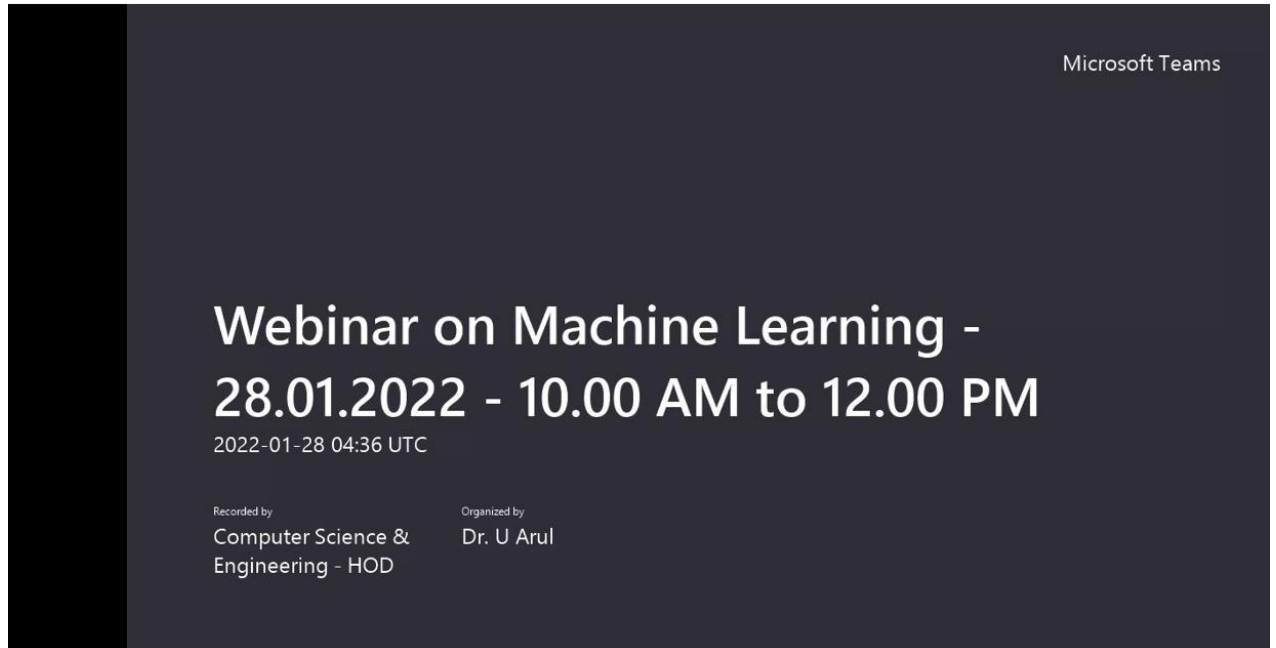 Microsoft Teams
Webinar on Machine Learning -
28.01.2022 - 10.00 AM to 12.00 PM
2022-01-28 04:36 UTC
Recorded by
Computer Science &
Engineering - HOD
Organized by
Dr. U Arul